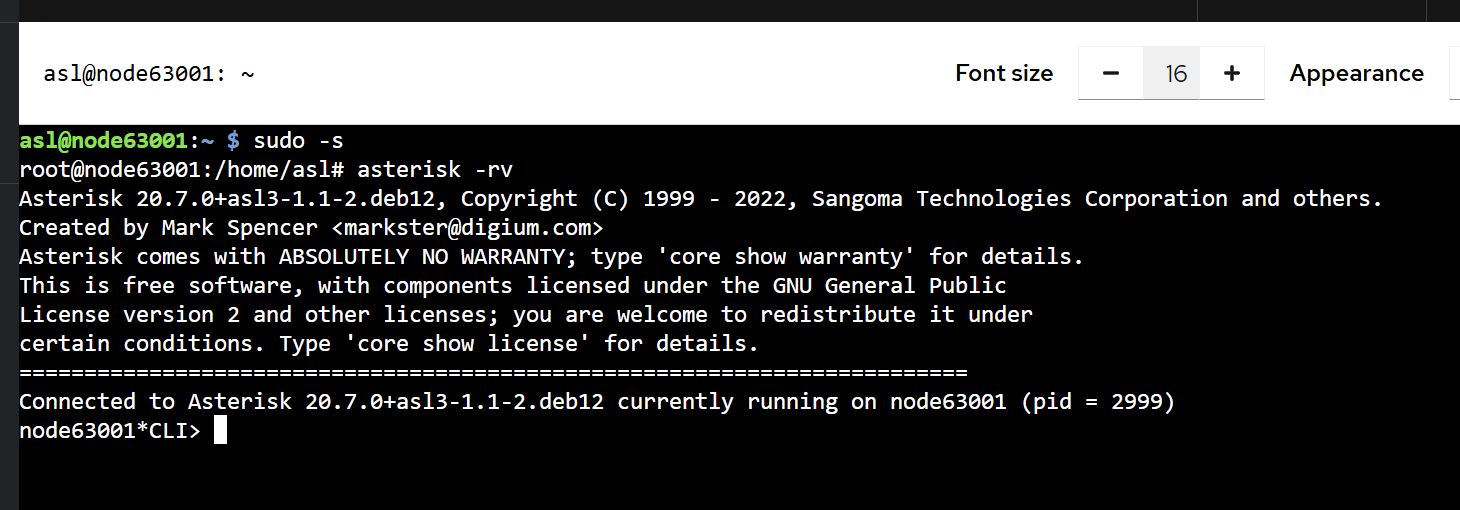 asl@node63001: ~
Font size − 16 + Appearance
asl@node63001:~ $ sudo -s
root@node63001:/home/asl# asterisk -rv
Asterisk 20.7.0+asl3-1.1-2.deb12, Copyright (C) 1999 - 2022, Sangoma Technologies Corporation and others.
Created by Mark Spencer <markster@digium.com>
Asterisk comes with ABSOLUTELY NO WARRANTY; type 'core show warranty' for details.
This is free software, with components licensed under the GNU General Public
License version 2 and other licenses; you are welcome to redistribute it under
certain conditions. Type 'core show license' for details.
=========================================================================
Connected to Asterisk 20.7.0+asl3-1.1-2.deb12 currently running on node63001 (pid = 2999)
node63001*CLI>